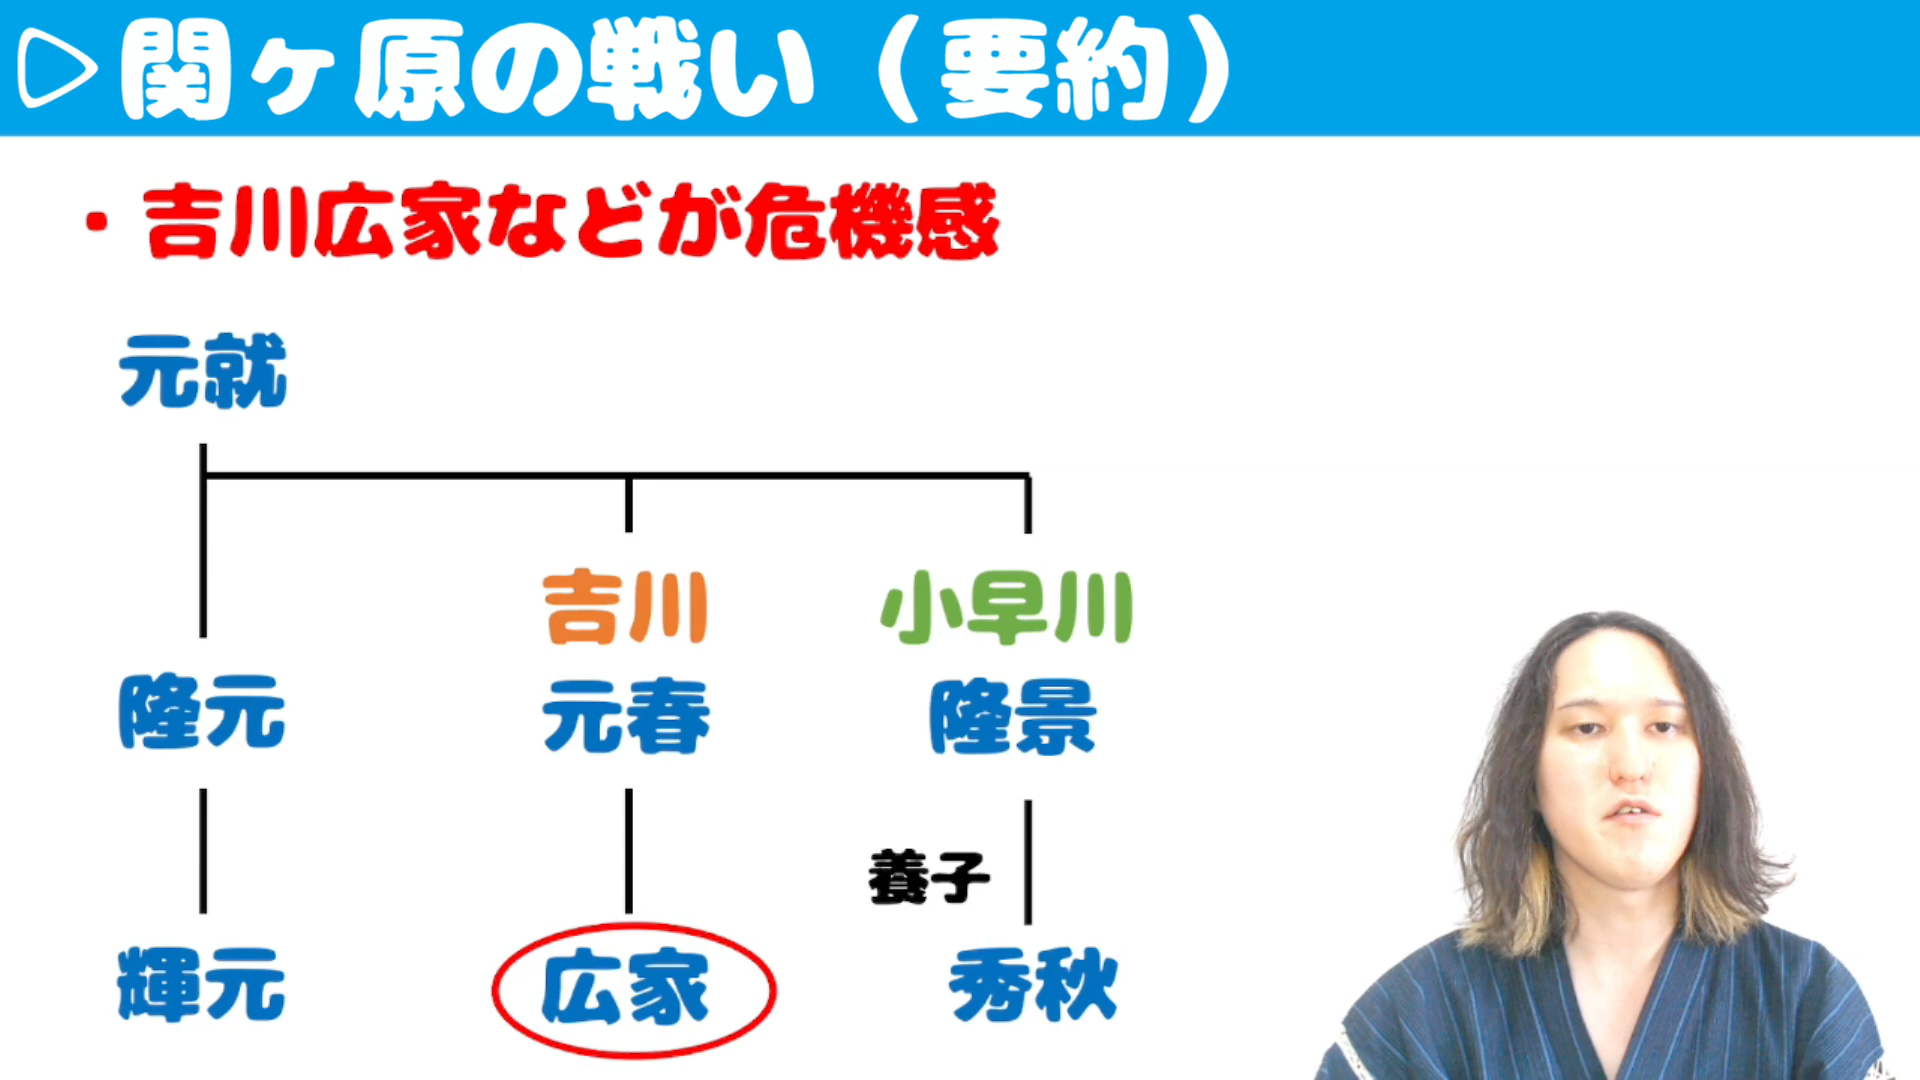 関ヶ原の戦い（要約）
・吉川広家などが危機感
元就
吉川 小早川
隆元 元春 隆景
養子
輝元 広家 秀秋